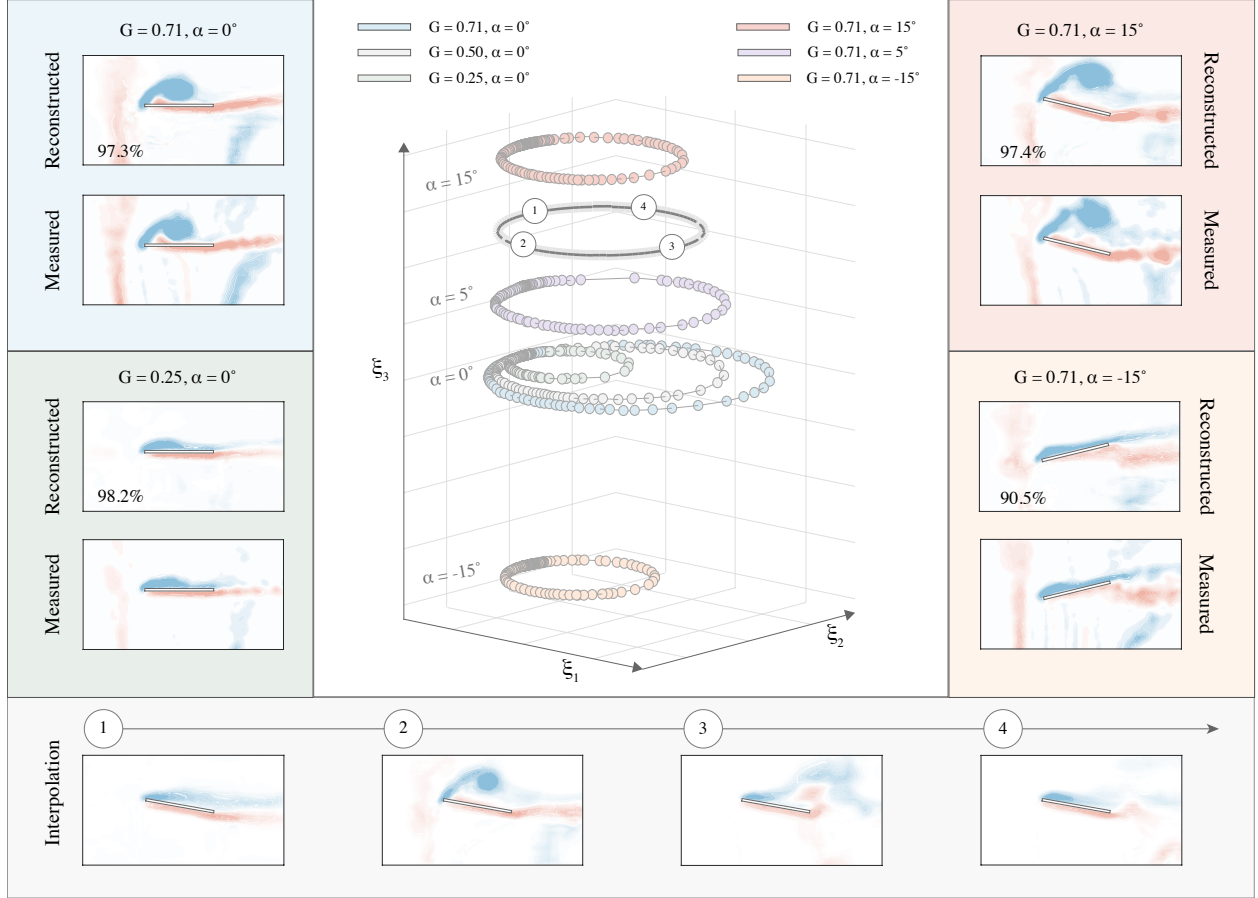 G = 0.71, α = 0°
Reconstructed
97.3%
Measured
G = 0.25, α = 0°
Reconstructed
98.2%
Measured
G = 0.71, α = 0°
G = 0.50, α = 0°
G = 0.25, α = 0°
G = 0.71, α = 15°
G = 0.71, α = 5°
G = 0.71, α = -15°
α = 15°
1
4
2
3
α = 5°
ξ3
α = 0°
α = -15°
ξ2
ξ1
G = 0.71, α = 15°
Reconstructed
97.4%
Measured
G = 0.71, α = -15°
Reconstructed
90.5%
Measured
1
2
3
4
Interpolation